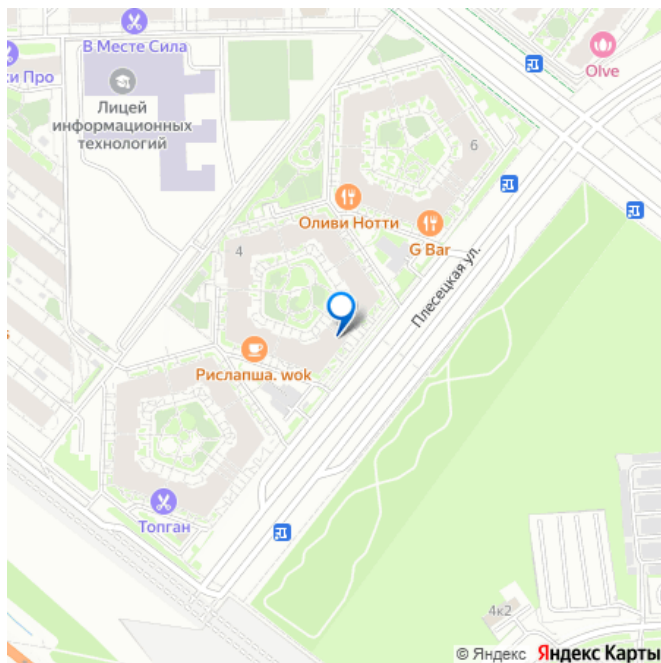 В Месте Сила
Olve
ки Про
Лицей
информационных
технологий
6
Оливи Нотти
G Bar
4
Плесецкая ул.
s
Рислапша. wok
Топган
4к2
© Яндекс Яндекс Карты